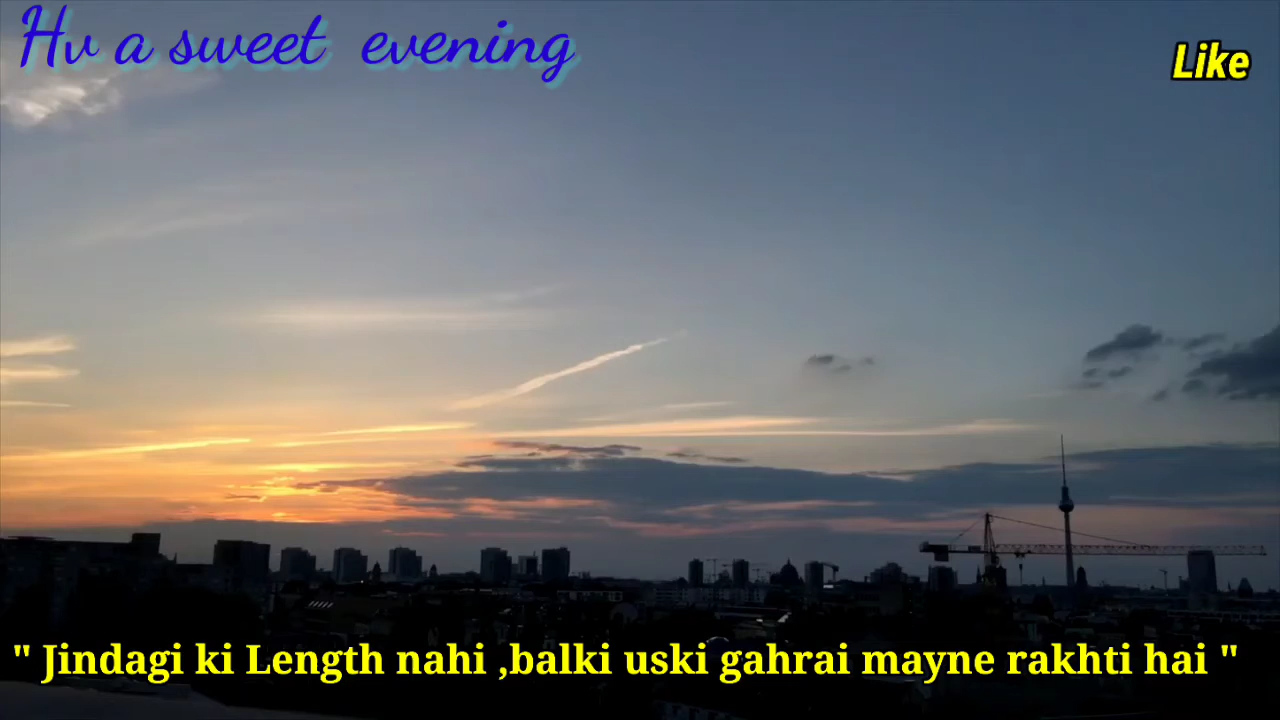 Hv a sweet evening
Like
" Jindagi ki Length nahi ,balki uski gahrai mayne rakhti hai "